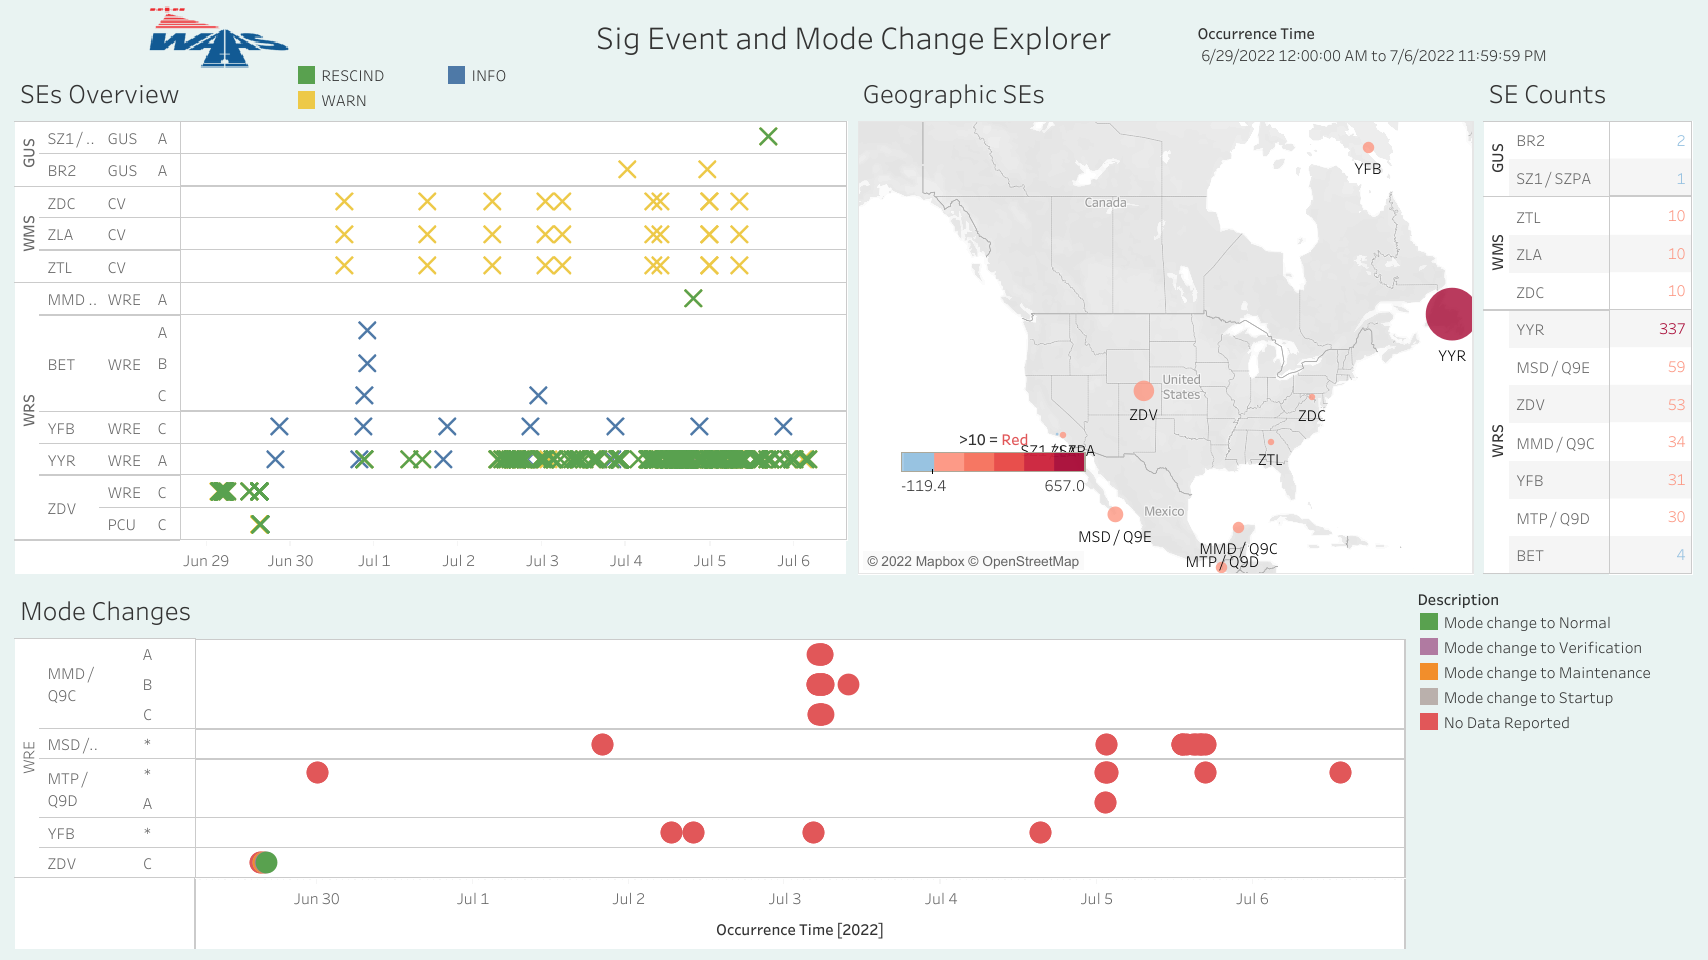 WAAS
Sig Event and Mode Change Explorer
Occurrence Time
6/29/2022 12:00:00 AM to 7/6/2022 11:59:59 PM
RESCIND
INFO
WARN
SEs Overview
GUS
SZ1 / .. GUS A
BR2 GUS A
WMS
ZDC CV
ZLA CV
ZTL CV
WRS
MMD .. WRE A
BET WRE A
B
C
YFB WRE C
YYR WRE A
ZDV WRE C
PCU C
Jun 29 Jun 30 Jul 1 Jul 2 Jul 3 Jul 4 Jul 5 Jul 6
Geographic SEs
YFB
Canada
YYR
United
States
ZDV
ZDC
>10 = Red
ZTL
-119.4 657.0
Mexico
MSD / Q9E
MMD / Q9C
MTP / Q9D
© 2022 Mapbox © OpenStreetMap
SE Counts
GUS
BR2 2
SZ1 / SZPA 1
WMS
ZTL 10
ZLA 10
ZDC 10
WRS
YYR 337
MSD / Q9E 59
ZDV 53
MMD / Q9C 34
YFB 31
MTP / Q9D 30
BET 4
Mode Changes
WRE
MMD /
Q9C
A
B
C
MSD /.. *
MTP /
Q9D
*
A
YFB *
ZDV C
Jun 30 Jul 1 Jul 2 Jul 3 Jul 4 Jul 5 Jul 6
Occurrence Time [2022]
Description
Mode change to Normal
Mode change to Verification
Mode change to Maintenance
Mode change to Startup
No Data Reported